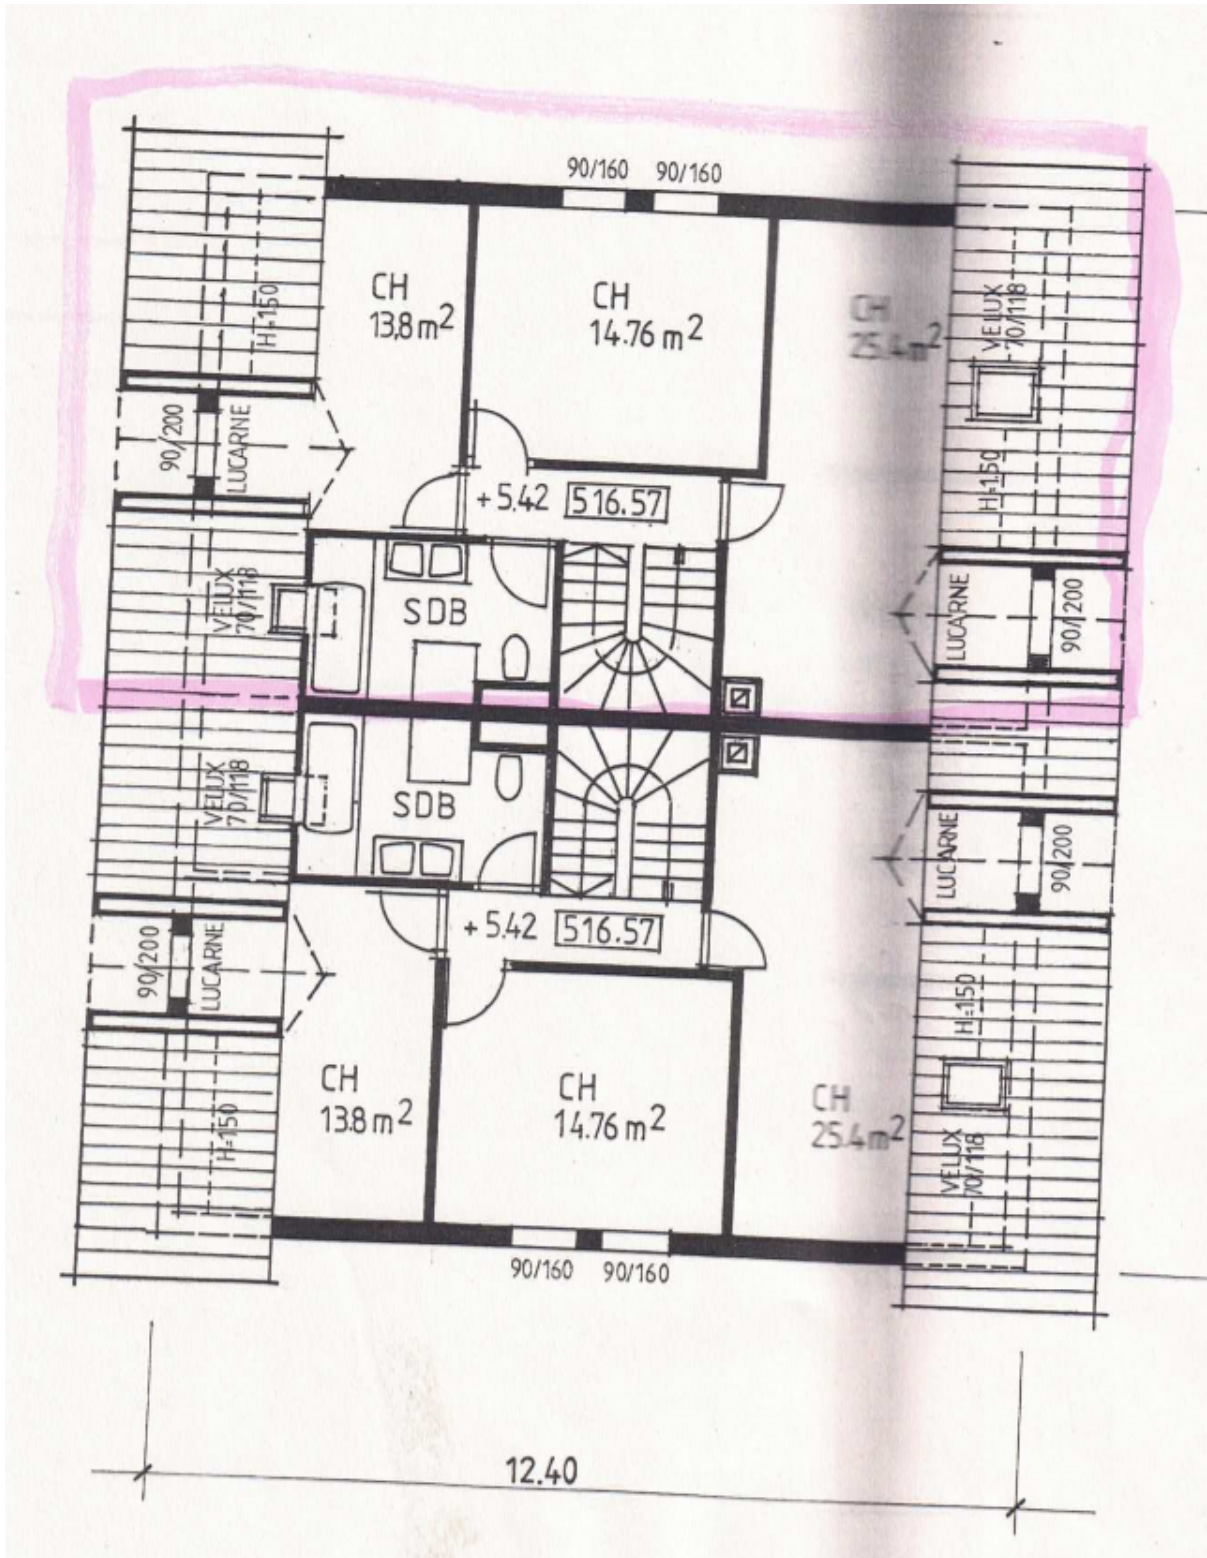 90/160 90/160
CH
13,8 m²
CH
14.76 m²
CH
25.4 m²
VELUX
70/118
H=150
H=150
90/200
LUCARNE
+ 5.42 516.57
VELUX
70/118
SDB
LUCARNE
90/200
VELUX
70/118
SDB
LUCARNE
90/200
+ 5.42 516.57
90/200
LUCARNE
H=150
CH
13.8 m²
CH
14.76 m²
CH
25.4 m²
H=150
VELUX
70/118
90/160 90/160
12.40